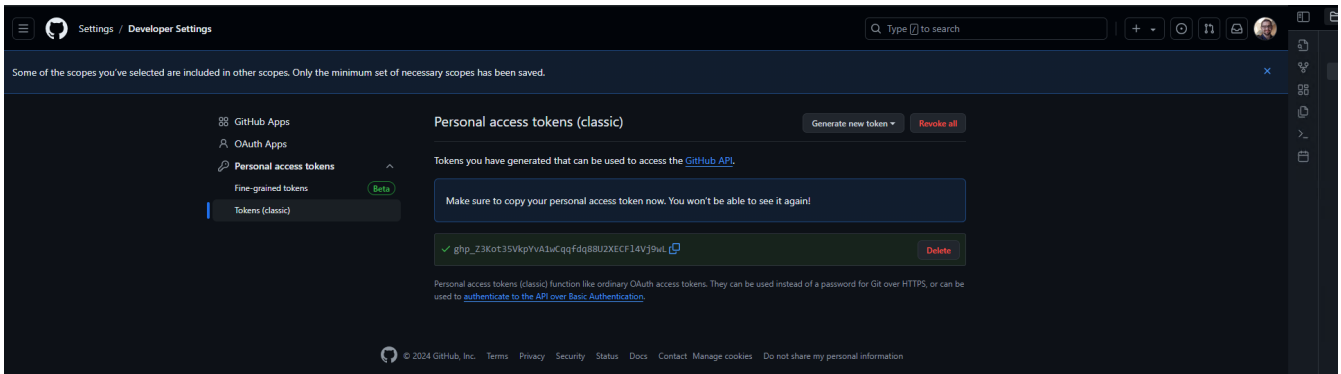 Settings / Developer Settings
Type / to search
Some of the scopes you've selected are included in other scopes. Only the minimum set of necessary scopes has been saved.
GitHub Apps
OAuth Apps
Personal access tokens
Fine-grained tokens Beta
Tokens (classic)
Personal access tokens (classic)
Generate new token
Revoke all
Tokens you have generated that can be used to access the GitHub API.
Make sure to copy your personal access token now. You won't be able to see it again!
Delete
Personal access tokens (classic) function like ordinary OAuth access tokens. They can be used instead of a password for Git over HTTPS, or can be
used to authenticate to the API over Basic Authentication.
© 2024 GitHub, Inc. Terms Privacy Security Status Docs Contact Manage cookies Do not share my personal information